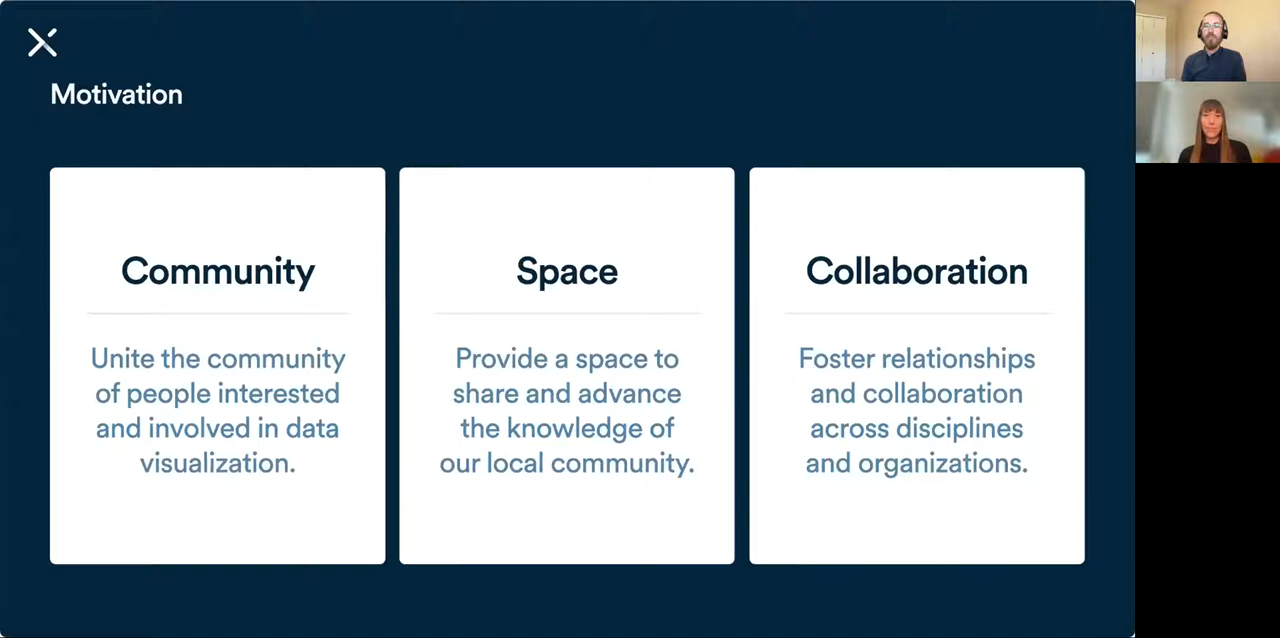 Motivation
Community
Unite the community
of people interested
and involved in data
visualization.
Space
Provide a space to
share and advance
the knowledge of
our local community.
Collaboration
Foster relationships
and collaboration
across disciplines
and organizations.